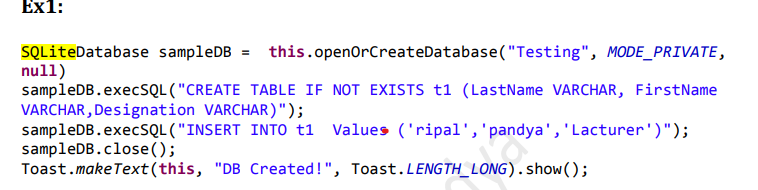 Ex1:
SQLiteDatabase sampleDB = this.openOrCreateDatabase("Testing", MODE_PRIVATE,
null)
sampleDB.execSQL("CREATE TABLE IF NOT EXISTS t1 (LastName VARCHAR, FirstName
VARCHAR,Designation VARCHAR)");
sampleDB.execSQL("INSERT INTO t1  Values ('ripal','pandya','Lacturer')");
sampleDB.close();
Toast.makeText(this, "DB Created!", Toast.LENGTH_LONG).show();